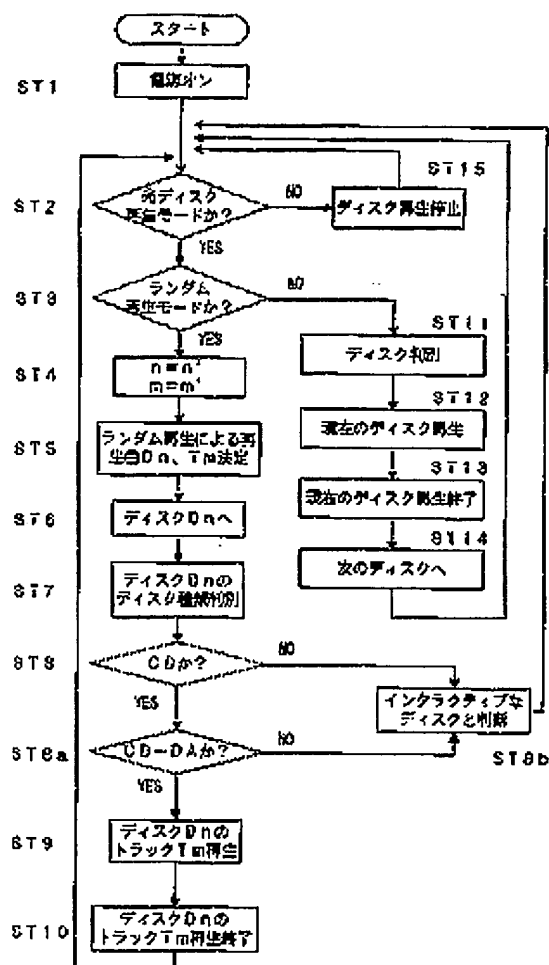 スタート
ST1
電源オン
ST15
ST2
全ディスク
再生モードか?
NO
ディスク再生停止
YES
ST3
ランダム
再生モードか?
NO
YES
ST11
ディスク判別
ST4
n=n'
m=m'
ST12
現在のディスク再生
ST5
ランダム再生による再
生曲Dn、Tm決定
ST13
現在のディスク再生終了
ST6
ディスクDnへ
ST14
次のディスクへ
ST7
ディスクDnの
ディスク種類判別
ST8
CDか?
NO
YES
インタラクティブな
ディスクと判断
ST8b
ST8a
CD-DAか?
NO
YES
ST9
ディスクDnの
トラックTm再生
ST10
ディスクDnの
トラックTm再生終了